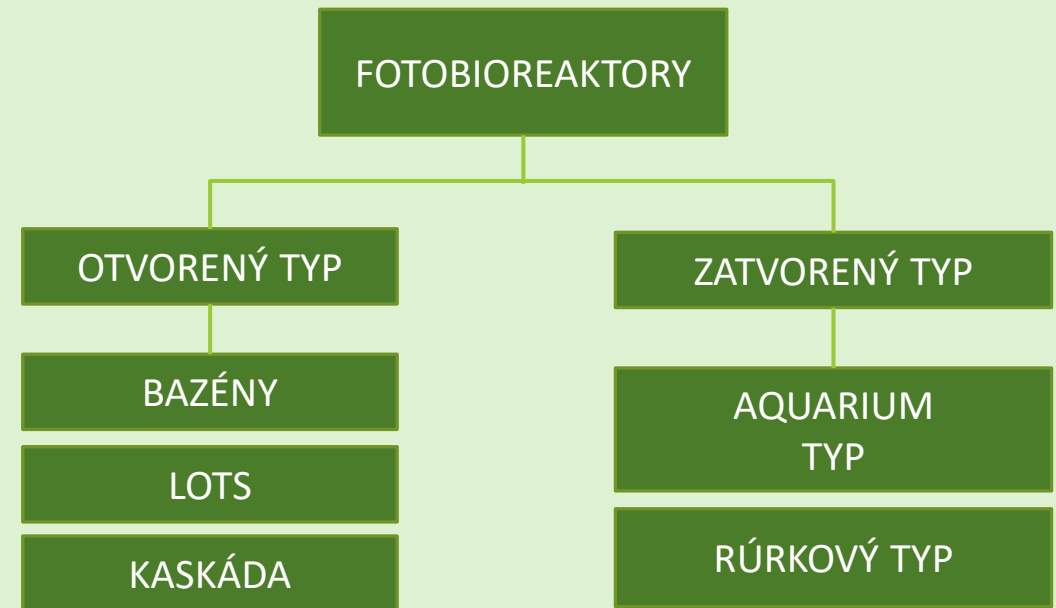 FOTOBIOREAKTORY
OTVORENÝ TYP
BAZÉNY
LOTS
KASKÁDA
ZATVORENÝ TYP
AQUARIUM
TYP
RÚRKOVÝ TYP